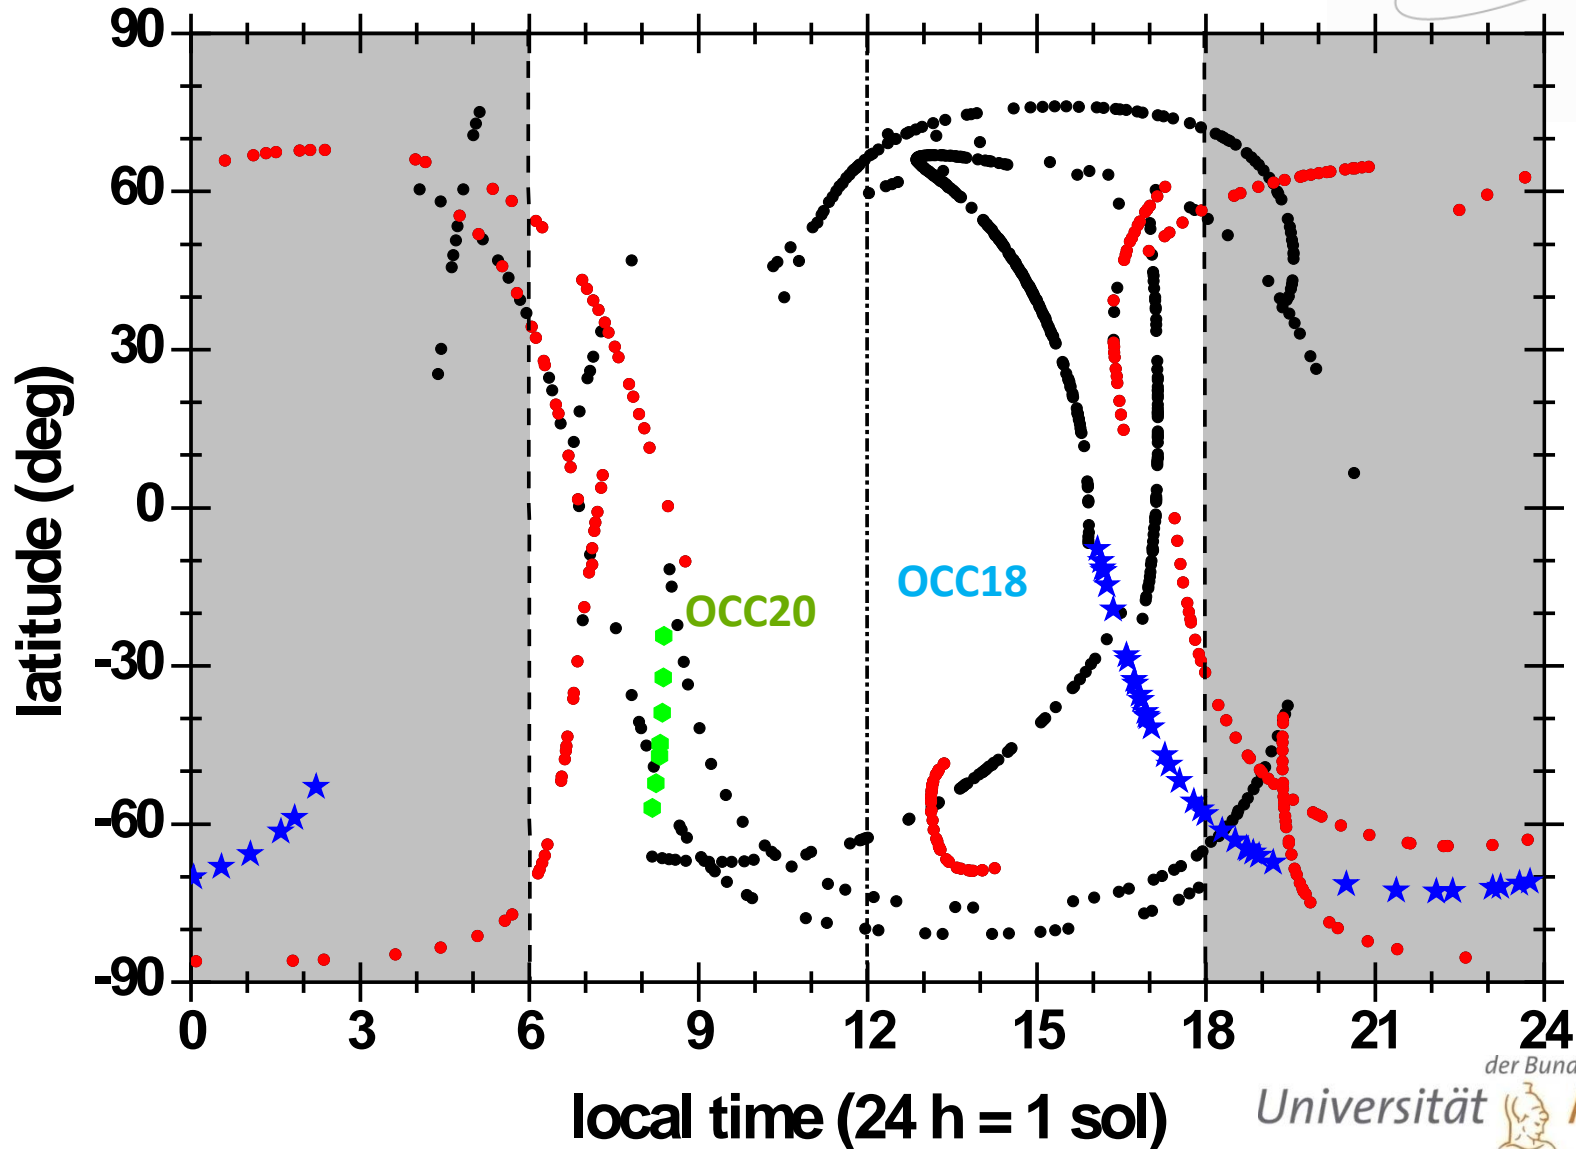 90
60
30
0
-30
-60
-90
latitude (deg)
OCC18
OCC20
0 3 6 9 12 15 18 21 24
local time (24 h = 1 sol)
der Bund
Universität